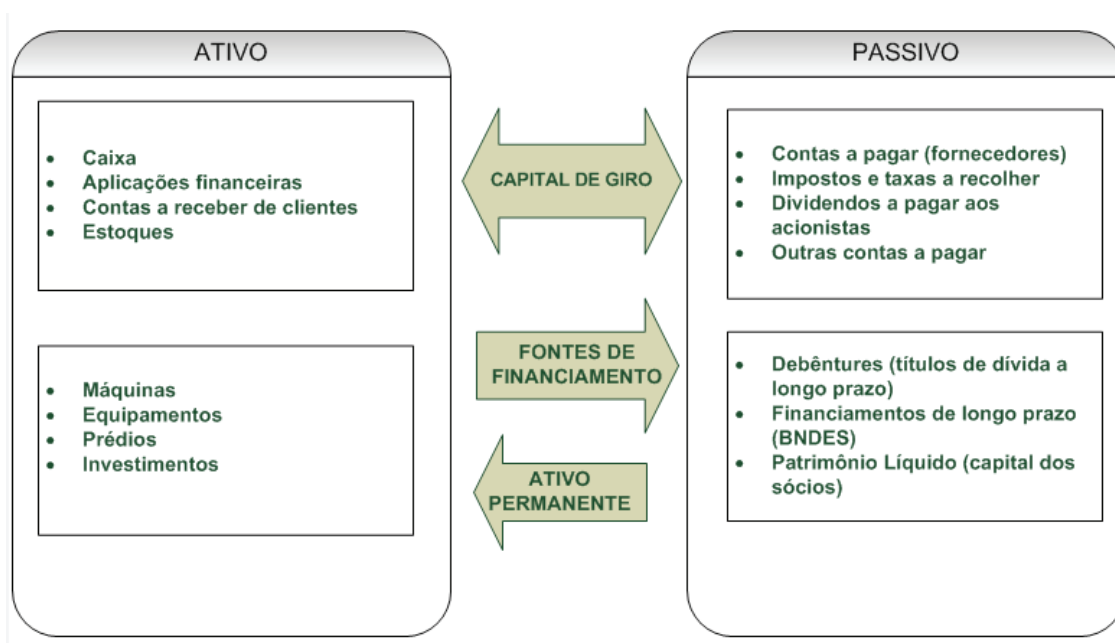 ATIVO
• Caixa
• Aplicações financeiras
• Contas a receber de clientes
• Estoques
• Máquinas
• Equipamentos
• Prédios
• Investimentos
CAPITAL DE GIRO
FONTES DE
FINANCIAMENTO
ATIVO
PERMANENTE
PASSIVO
• Contas a pagar (fornecedores)
• Impostos e taxas a recolher
• Dividendos a pagar aos
acionistas
• Outras contas a pagar
• Debêntures (títulos de dívida a
longo prazo)
• Financiamentos de longo prazo
(BNDES)
• Patrimônio Líquido (capital dos
sócios)